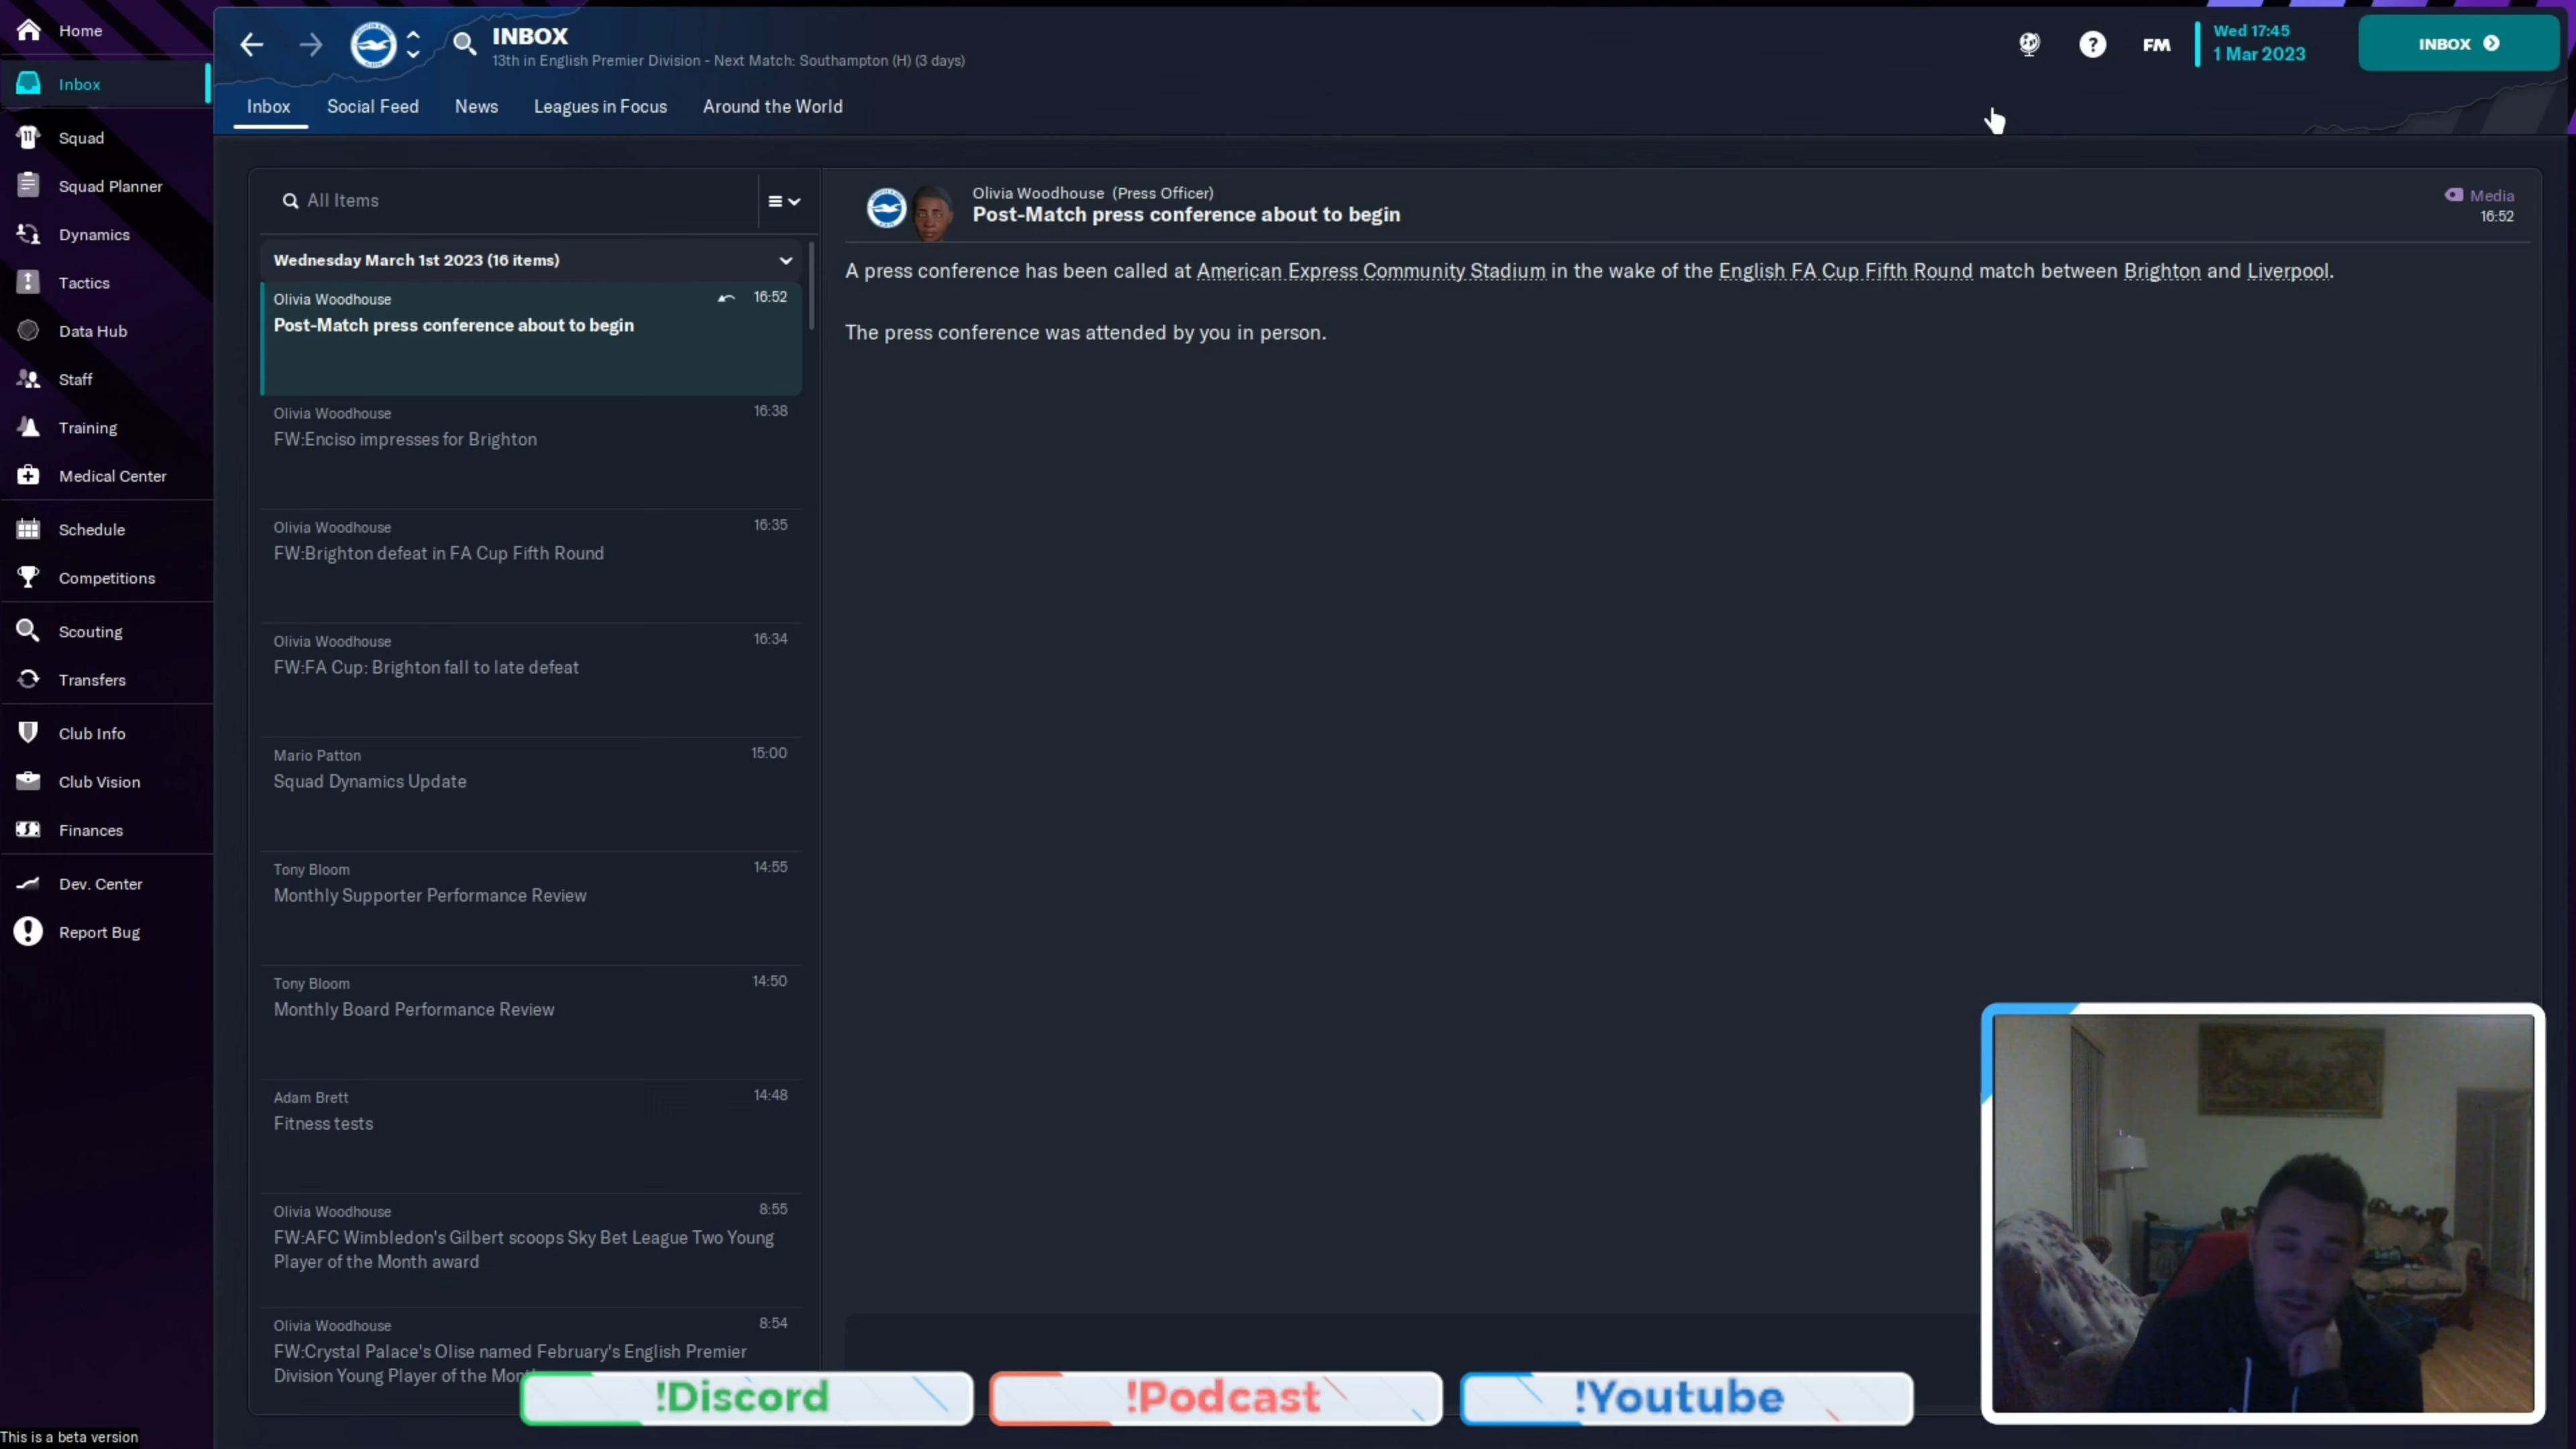 Home
Inbox
Squad
Squad Planner
Dynamics
Tactics
Data Hub
Staff
Training
Medical Center
Schedule
Competitions
Scouting
Transfers
Club Info
Club Vision
Finances
Dev. Center
Report Bug
This is a beta version
INBOX
13th in English Premier Division - Next Match: Southampton (H) (3 days)
FM
Wed 17:45
1 Mar 2023
INBOX
Inbox Social Feed News Leagues in Focus Around the World
All Items
Wednesday March 1st 2023 (16 items)
Olivia Woodhouse 16:52
Post-Match press conference about to begin
Olivia Woodhouse 16:38
FW:Enciso impresses for Brighton
Olivia Woodhouse 16:35
FW:Brighton defeat in FA Cup Fifth Round
Olivia Woodhouse 16:34
FW:FA Cup: Brighton fall to late defeat
Mario Patton 15:00
Squad Dynamics Update
Tony Bloom 14:55
Monthly Supporter Performance Review
Tony Bloom 14:50
Monthly Board Performance Review
Adam Brett 14:48
Fitness tests
Olivia Woodhouse 8:55
FW:AFC Wimbledon's Gilbert scoops Sky Bet League Two Young
Player of the Month award
Olivia Woodhouse 8:54
FW:Crystal Palace's Olise named February's English Premier
Division Young Player of the
Olivia Woodhouse (Press Officer)
Post-Match press conference about to begin
Media
16:52
A press conference has been called at American Express Community Stadium in the wake of the English FA Cup Fifth Round match between Brighton and Liverpool.
The press conference was attended by you in person.
!Discord
!Podcast
!Youtube